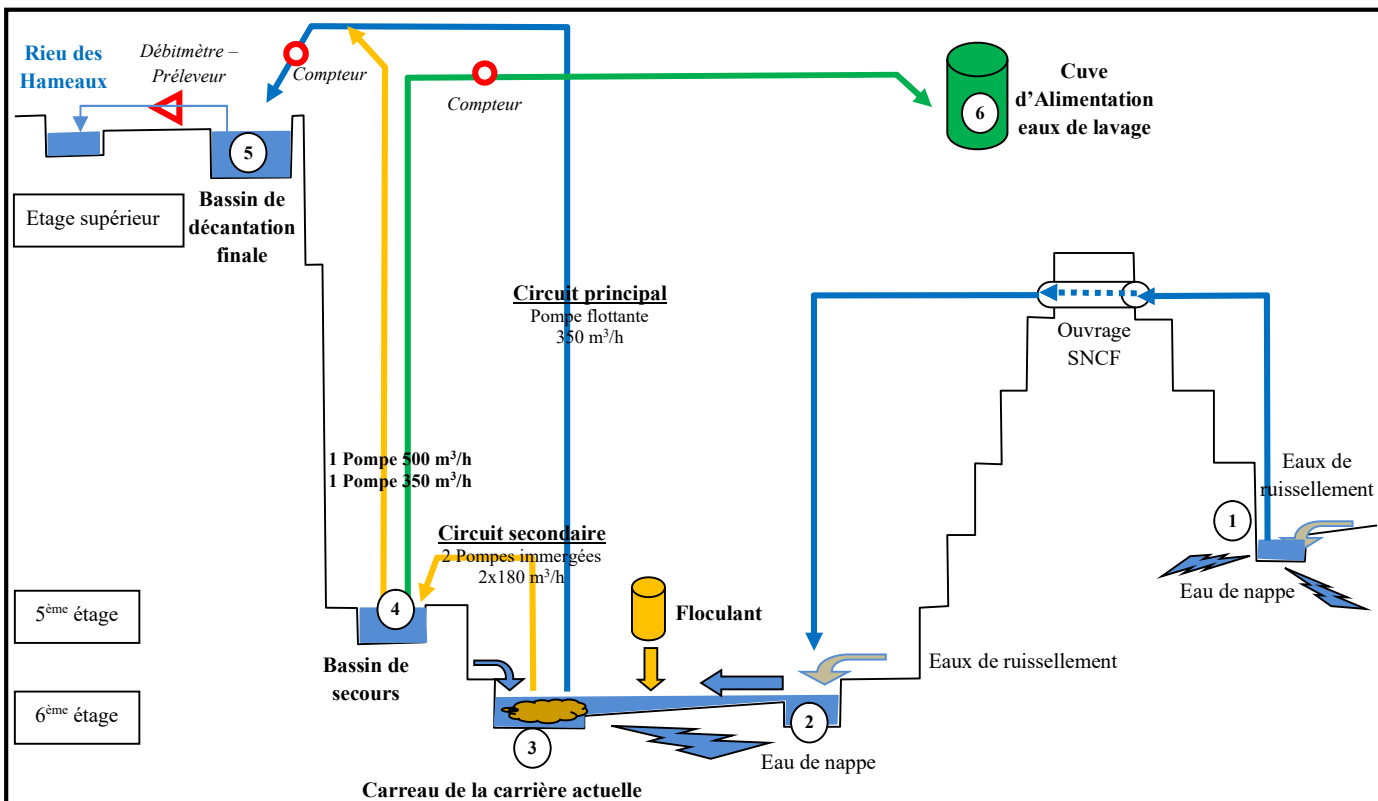 Rieu des
Hameaux
Débitmètre –
Préleveur
Compteur
Compteur
Cuve
d’Alimentation
eaux de lavage
6
5
Bassin de
décantation
finale
Etage supérieur
Circuit principal
Pompe flottante
350 m³/h
Ouvrage
SNCF
1 Pompe 500 m³/h
1 Pompe 350 m³/h
Eaux de
ruissellement
1
Circuit secondaire
2 Pompes immergées
2x180 m³/h
Eau de nappe
4
5ème étage
Floculant
Bassin de
secours
Eaux de ruissellement
6ème étage
2
3
Eau de nappe
Carreau de la carrière actuelle